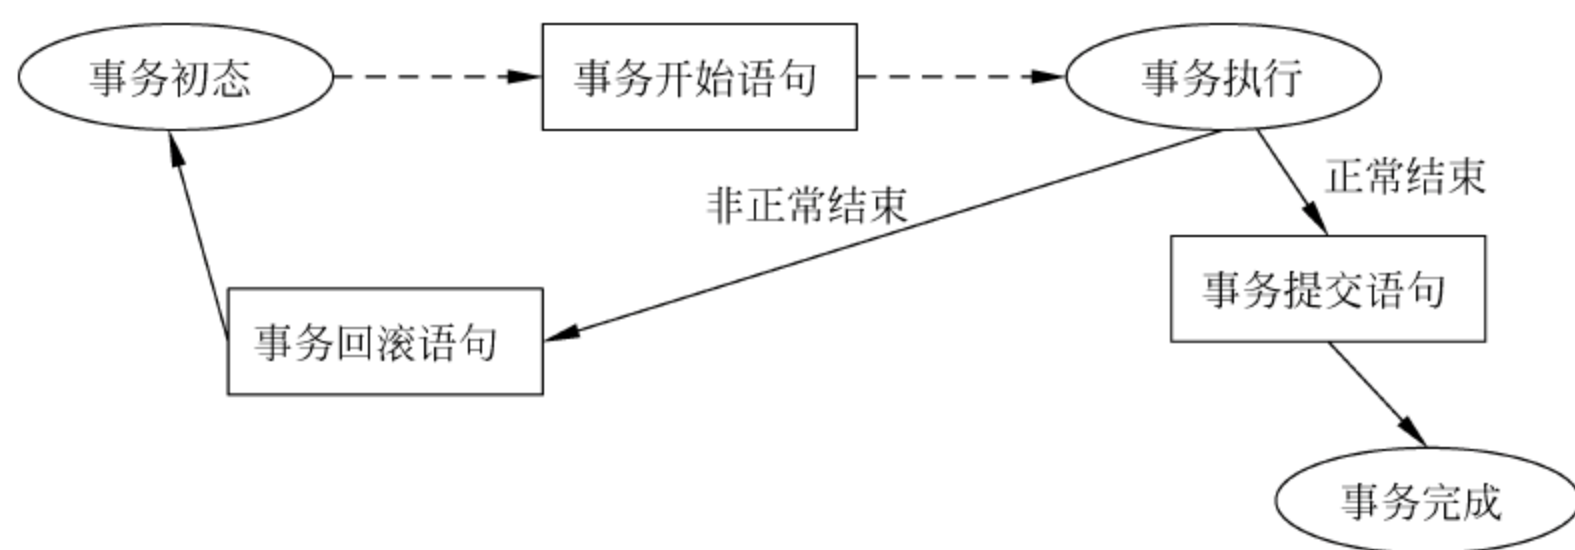 事务初态
事务开始语句
事务执行
正常结束
非正常结束
事务提交语句
事务回滚语句
事务完成